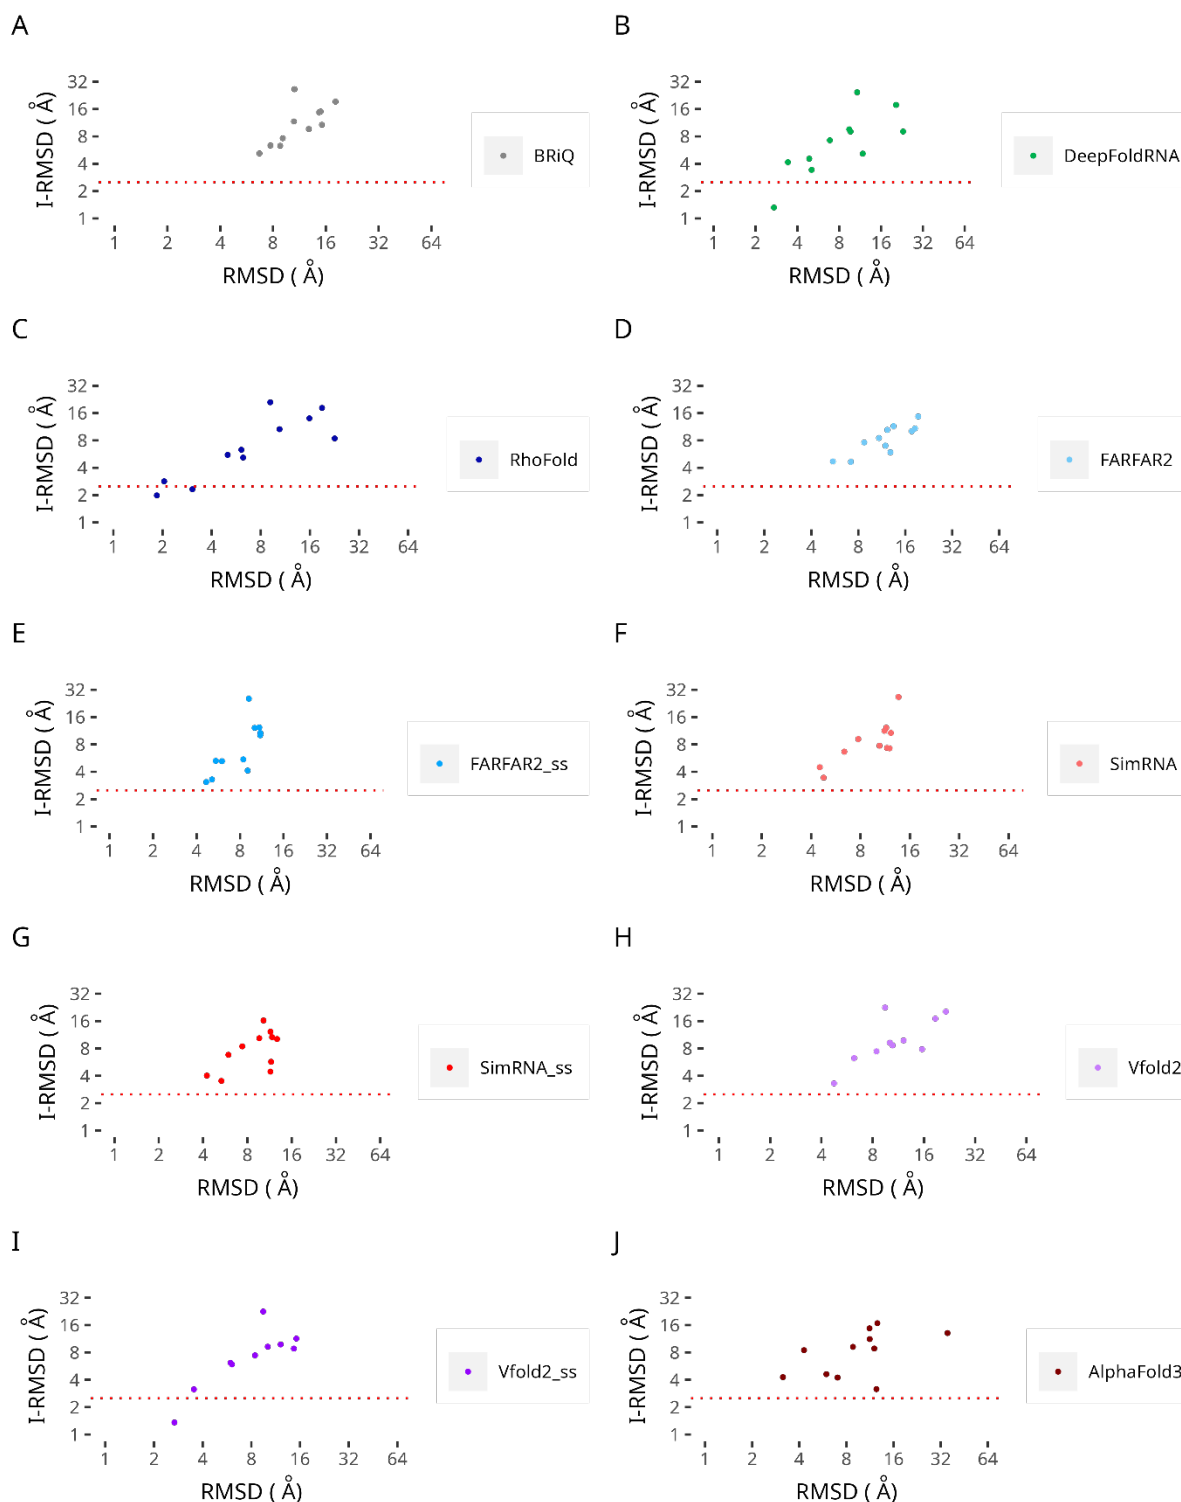 A
I-RMSD ( Å)
32
16
8
4
2
1
1 2 4 8 16 32 64
RMSD ( Å)
BRiQ
B
I-RMSD ( Å)
32
16
8
4
2
1
1 2 4 8 16 32 64
RMSD ( Å)
DeepFoldRNA
C
I-RMSD ( Å)
32
16
8
4
2
1
1 2 4 8 16 32 64
RMSD ( Å)
RhoFold
D
I-RMSD ( Å)
32
16
8
4
2
1
1 2 4 8 16 32 64
RMSD ( Å)
FARFAR2
E
I-RMSD ( Å)
32
16
8
4
2
1
1 2 4 8 16 32 64
RMSD ( Å)
FARFAR2_ss
F
I-RMSD ( Å)
32
16
8
4
2
1
1 2 4 8 16 32 64
RMSD ( Å)
SimRNA
G
I-RMSD ( Å)
32
16
8
4
2
1
1 2 4 8 16 32 64
RMSD ( Å)
SimRNA_ss
H
I-RMSD ( Å)
32
16
8
4
2
1
1 2 4 8 16 32 64
RMSD ( Å)
Vfold2
I
I-RMSD ( Å)
32
16
8
4
2
1
1 2 4 8 16 32 64
RMSD ( Å)
Vfold2_ss
J
I-RMSD ( Å)
32
16
8
4
2
1
1 2 4 8 16 32 64
RMSD ( Å)
AlphaFold3